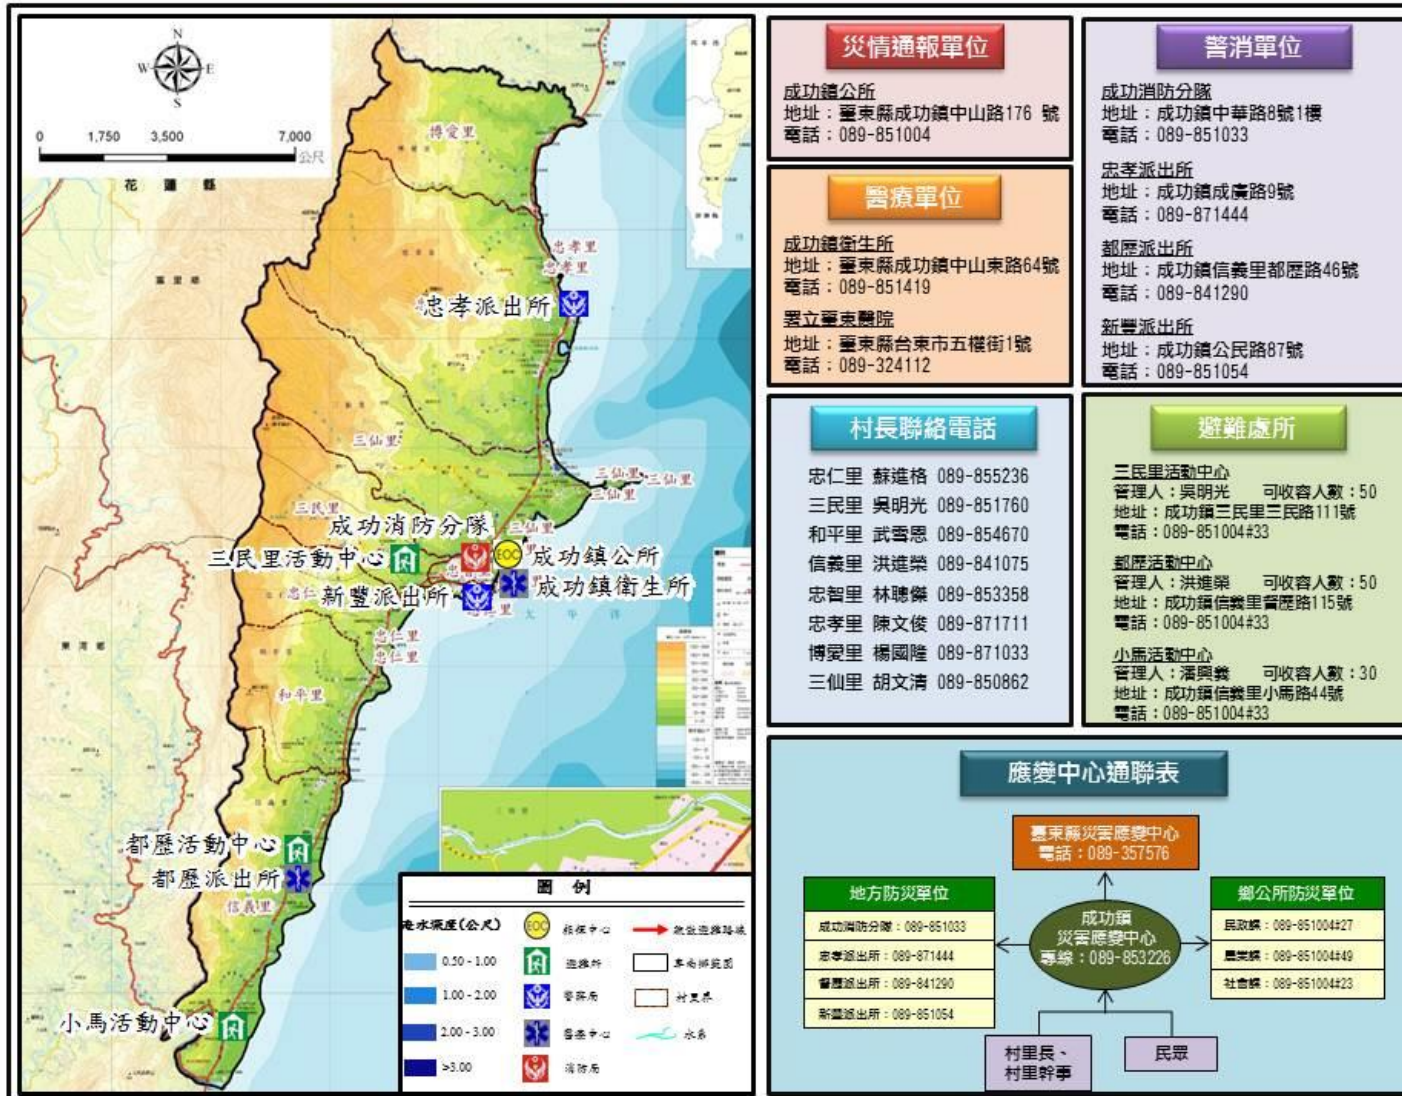 N
W
E
S
0
1,750
3,500
7,000
公尺
花 蓮 縣
博愛里
忠孝里
忠孝里
忠孝派出所
三仙里
三仙里
三仙里
三仙里
三民里
三仙里
成功消防分隊
三民里活動中心
EOC
成功鎮公所
成功鎮衛生所
新豐派出所
忠仁里
忠仁里
和平里
都歷活動中心
都歷派出所
信義里
小馬活動中心
圖 例
淹水深度(公尺)
0.50 - 1.00
1.00 - 2.00
2.00 - 3.00
>3.00
EOC
指揮中心
避難所
警察局
醫療中心
消防局
疏散避難路線
村里界
水系
災情通報單位
成功鎮公所
地址：臺東縣成功鎮中山路176 號
電話：089-851004
醫療單位
成功鎮衛生所
地址：臺東縣成功鎮中山東路64號
電話：089-851419
署立臺東醫院
地址：臺東縣台東市五權街1號
電話：089-324112
警消單位
成功消防分隊
地址：成功鎮中華路8號1樓
電話：089-851033
忠孝派出所
地址：成功鎮成廣路9號
電話：089-871444
都歷派出所
地址：成功鎮信義里都歷路46號
電話：089-841290
新豐派出所
地址：成功鎮公民路87號
電話：089-851054
村長聯絡電話
忠仁里 蘇進格 089-855236
三民里 吳明光 089-851760
和平里 武雪恩 089-854670
信義里 洪進榮 089-841075
忠智里 林聰傑 089-853358
忠孝里 陳文俊 089-871711
博愛里 楊國隆 089-871033
三仙里 胡文清 089-850862
避難處所
三民里活動中心
管理人：吳明光 可收容人數：50
地址：成功鎮三民里三民路111號
電話：089-851004#33
都歷活動中心
管理人：洪進榮 可收容人數：50
地址：成功鎮信義里督歷路115號
電話：089-851004#33
小馬活動中心
管理人：潘興義 可收容人數：30
地址：成功鎮信義里小馬路44號
電話：089-851004#33
應變中心通聯表
臺東縣災害應變中心
電話：089-357576
地方防災單位
成功消防分隊：089-851033
忠孝派出所：089-871444
督歷派出所：089-841290
新豐派出所：089-851054
成功鎮
災害應變中心
專線：089-853226
鄉公所防災單位
民政課：089-851004#27
農業課：089-851004#49
社會課：089-851004#23
村里長、
村里幹事
民眾